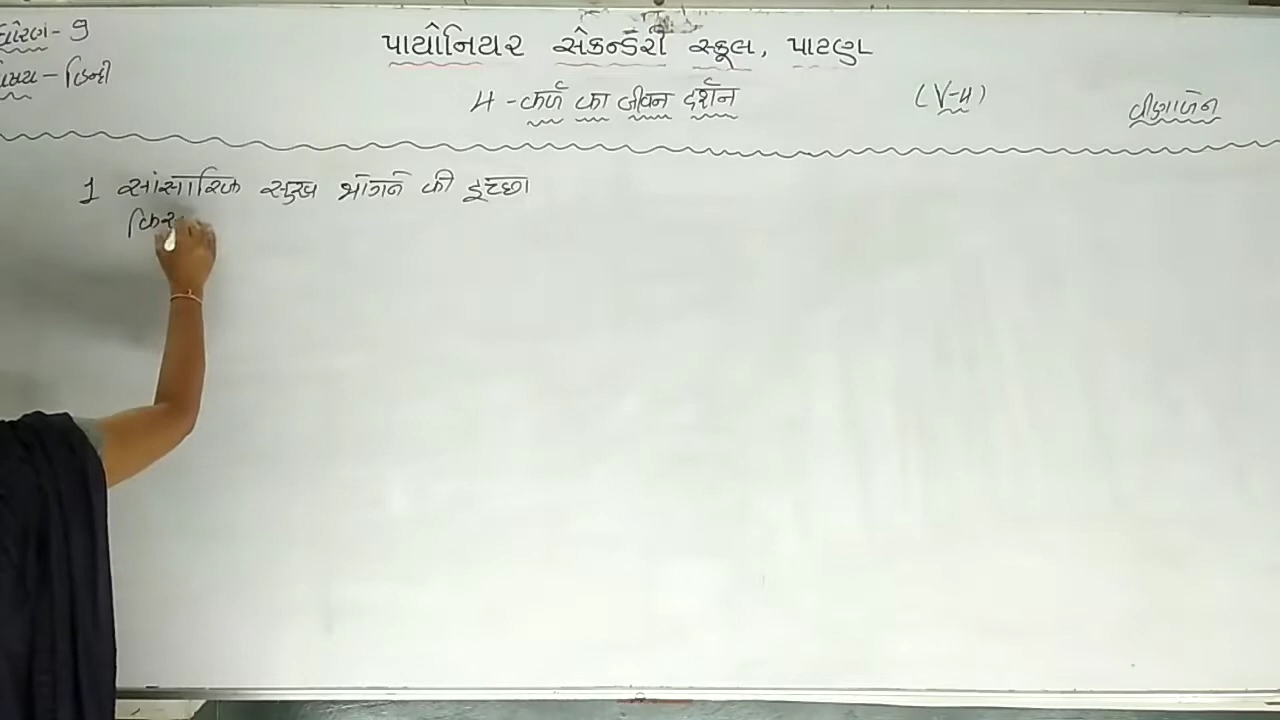 ધોરણ - 9
વિષય - હિન્દી
પાયોનિયર સેકન્ડરી સ્કૂલ, પાટણ
4 - कर्ण का जीवन दर्शन
(V-4)
વીણાબેન
1 सांसारिक सुख भोगने की इच्छा
किस